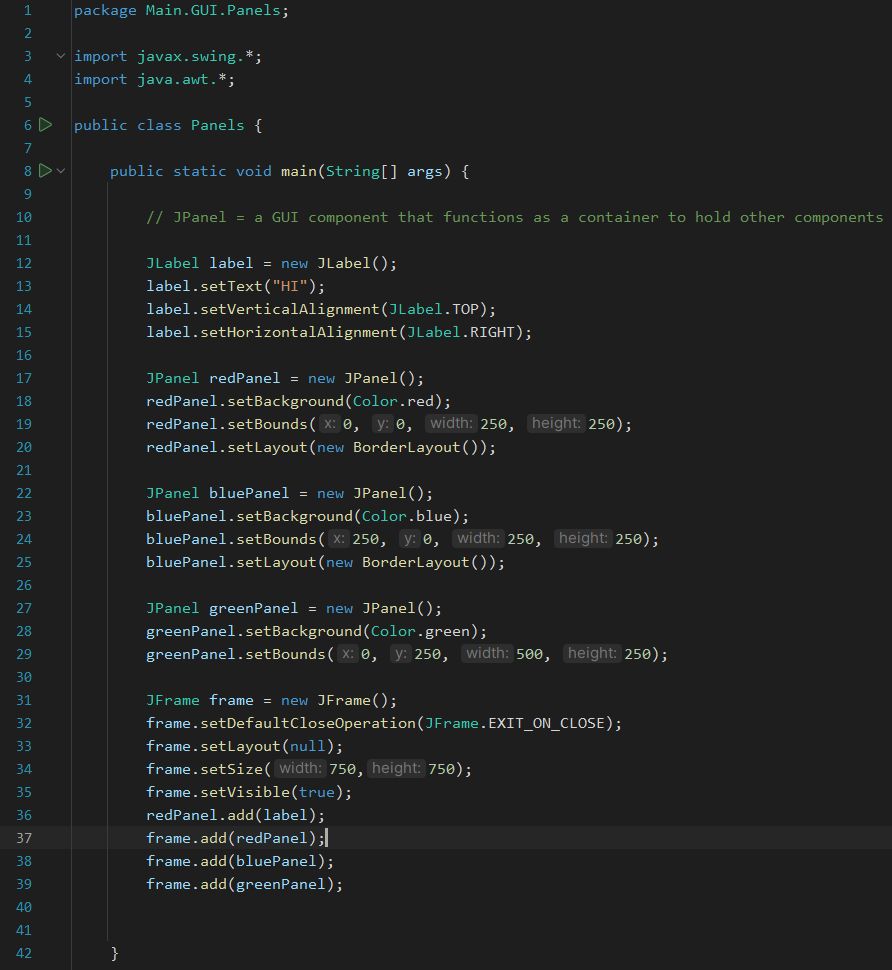 1 package Main.GUI.Panels;
2
3 import javax.swing.*;
4 import java.awt.*;
5
6 public class Panels {
7
8 public static void main(String[] args) {
9
10 // JPanel = a GUI component that functions as a container to hold other components
11
12 JLabel label = new JLabel();
13 label.setText("HI");
14 label.setVerticalAlignment(JLabel.TOP);
15 label.setHorizontalAlignment(JLabel.RIGHT);
16
17 JPanel redPanel = new JPanel();
18 redPanel.setBackground(Color.red);
19 redPanel.setBounds( x: 0, y: 0, width: 250, height: 250);
20 redPanel.setLayout(new BorderLayout());
21
22 JPanel bluePanel = new JPanel();
23 bluePanel.setBackground(Color.blue);
24 bluePanel.setBounds( x: 250, y: 0, width: 250, height: 250);
25 bluePanel.setLayout(new BorderLayout());
26
27 JPanel greenPanel = new JPanel();
28 greenPanel.setBackground(Color.green);
29 greenPanel.setBounds( x: 0, y: 250, width: 500, height: 250);
30
31 JFrame frame = new JFrame();
32 frame.setDefaultCloseOperation(JFrame.EXIT_ON_CLOSE);
33 frame.setLayout(null);
34 frame.setSize( width: 750, height: 750);
35 frame.setVisible(true);
36 redPanel.add(label);
37 frame.add(redPanel);
38 frame.add(bluePanel);
39 frame.add(greenPanel);
40
41
42 }